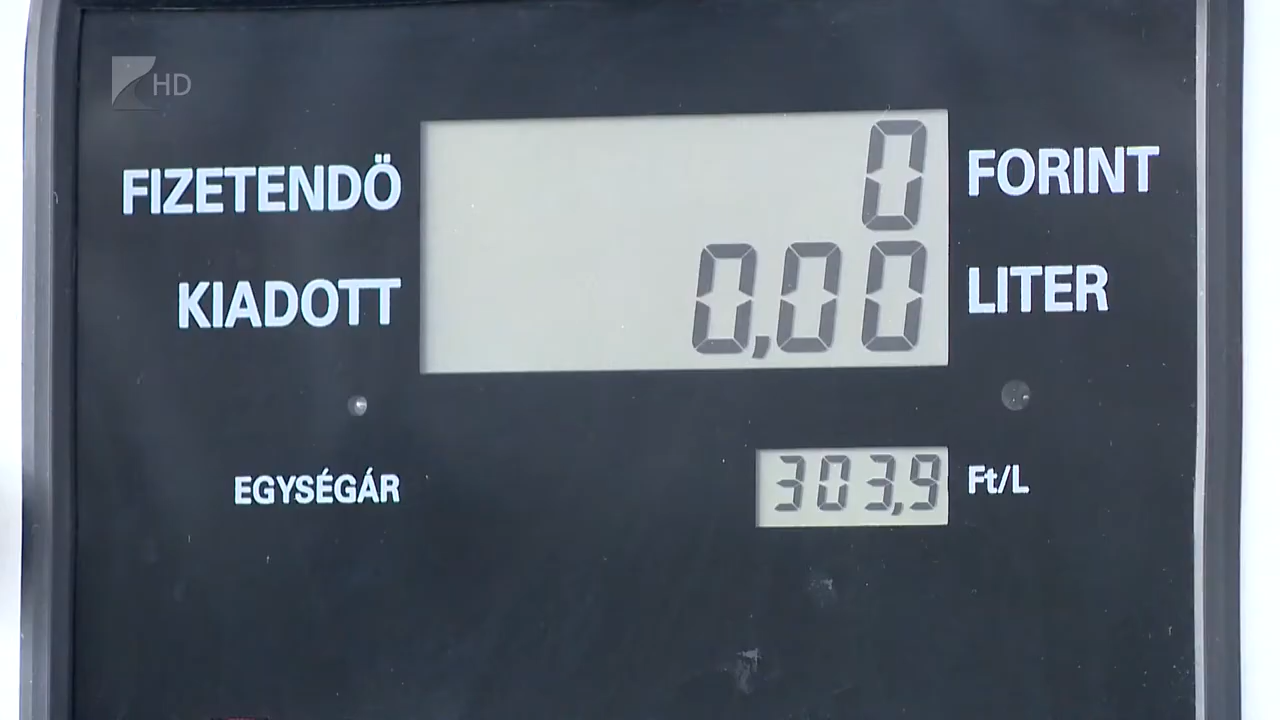 HD
FIZETENDÖ 0 FORINT
KIADOTT 0,00 LITER
EGYSÉGÁR 303,9 Ft/L